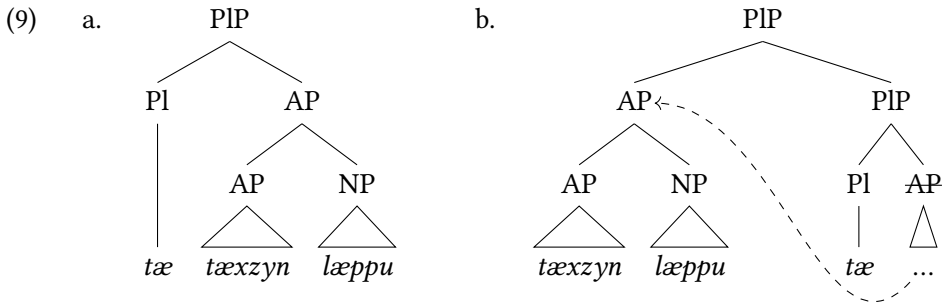 (9) a. PlP b. PlP
Pl AP AP PlP
AP NP AP NP Pl AP
tæ tæxzyn læppu tæxzyn læppu tæ ...